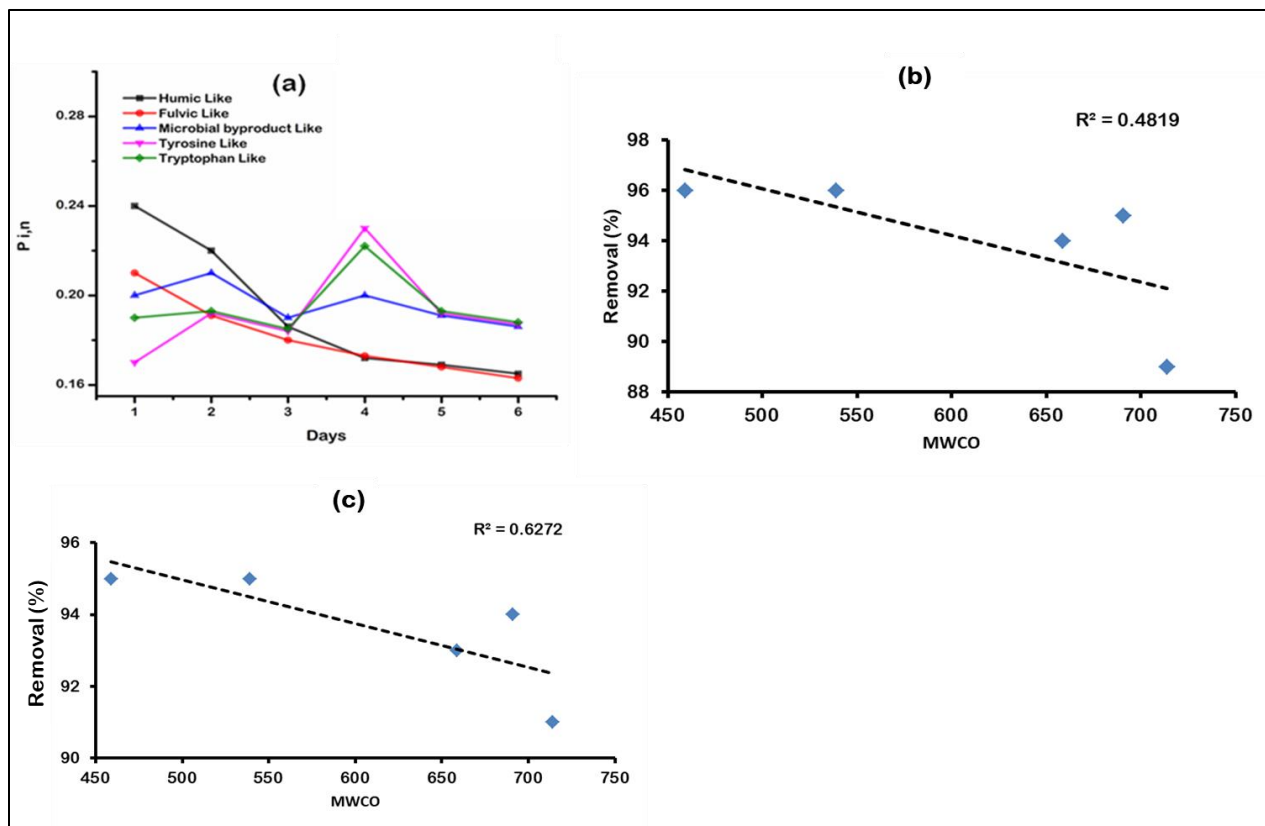 (a)
Humic Like
Fulvic Like
Microbial byproduct Like
Tyrosine Like
Tryptophan Like
0.28
0.24
0.20
0.16
P i,n
1 2 3 4 5 6
Days
(b)
R² = 0.4819
98
96
94
92
90
88
Removal (%)
450 500 550 600 650 700 750
MWCO
(c)
R² = 0.6272
96
94
92
90
Removal (%)
450 500 550 600 650 700 750
MWCO